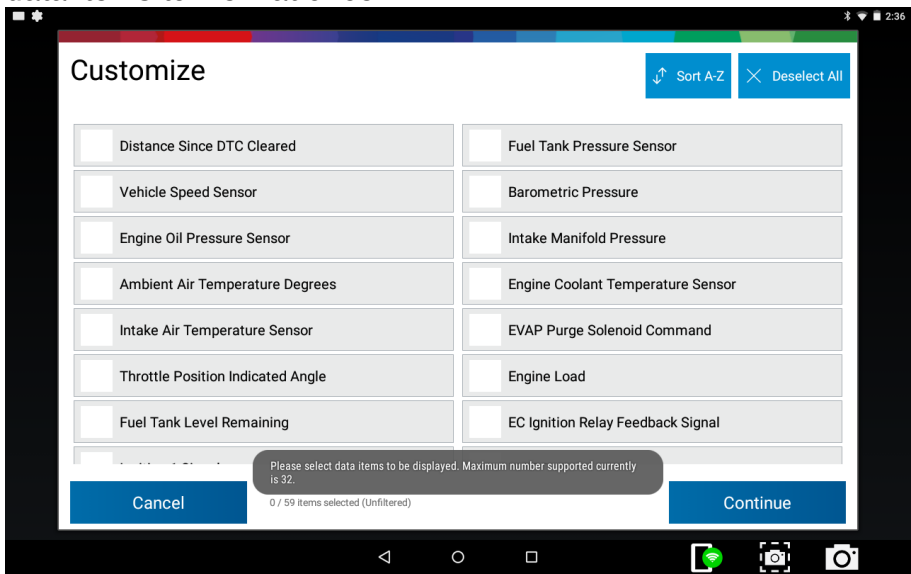 2:36
Customize
Sort A-Z
Deselect All
Distance Since DTC Cleared
Fuel Tank Pressure Sensor
Vehicle Speed Sensor
Barometric Pressure
Engine Oil Pressure Sensor
Intake Manifold Pressure
Ambient Air Temperature Degrees
Engine Coolant Temperature Sensor
Intake Air Temperature Sensor
EVAP Purge Solenoid Command
Throttle Position Indicated Angle
Engine Load
Fuel Tank Level Remaining
EC Ignition Relay Feedback Signal
Please select data items to be displayed. Maximum number supported currently
is 32.
Cancel
0 / 59 items selected (Unfiltered)
Continue